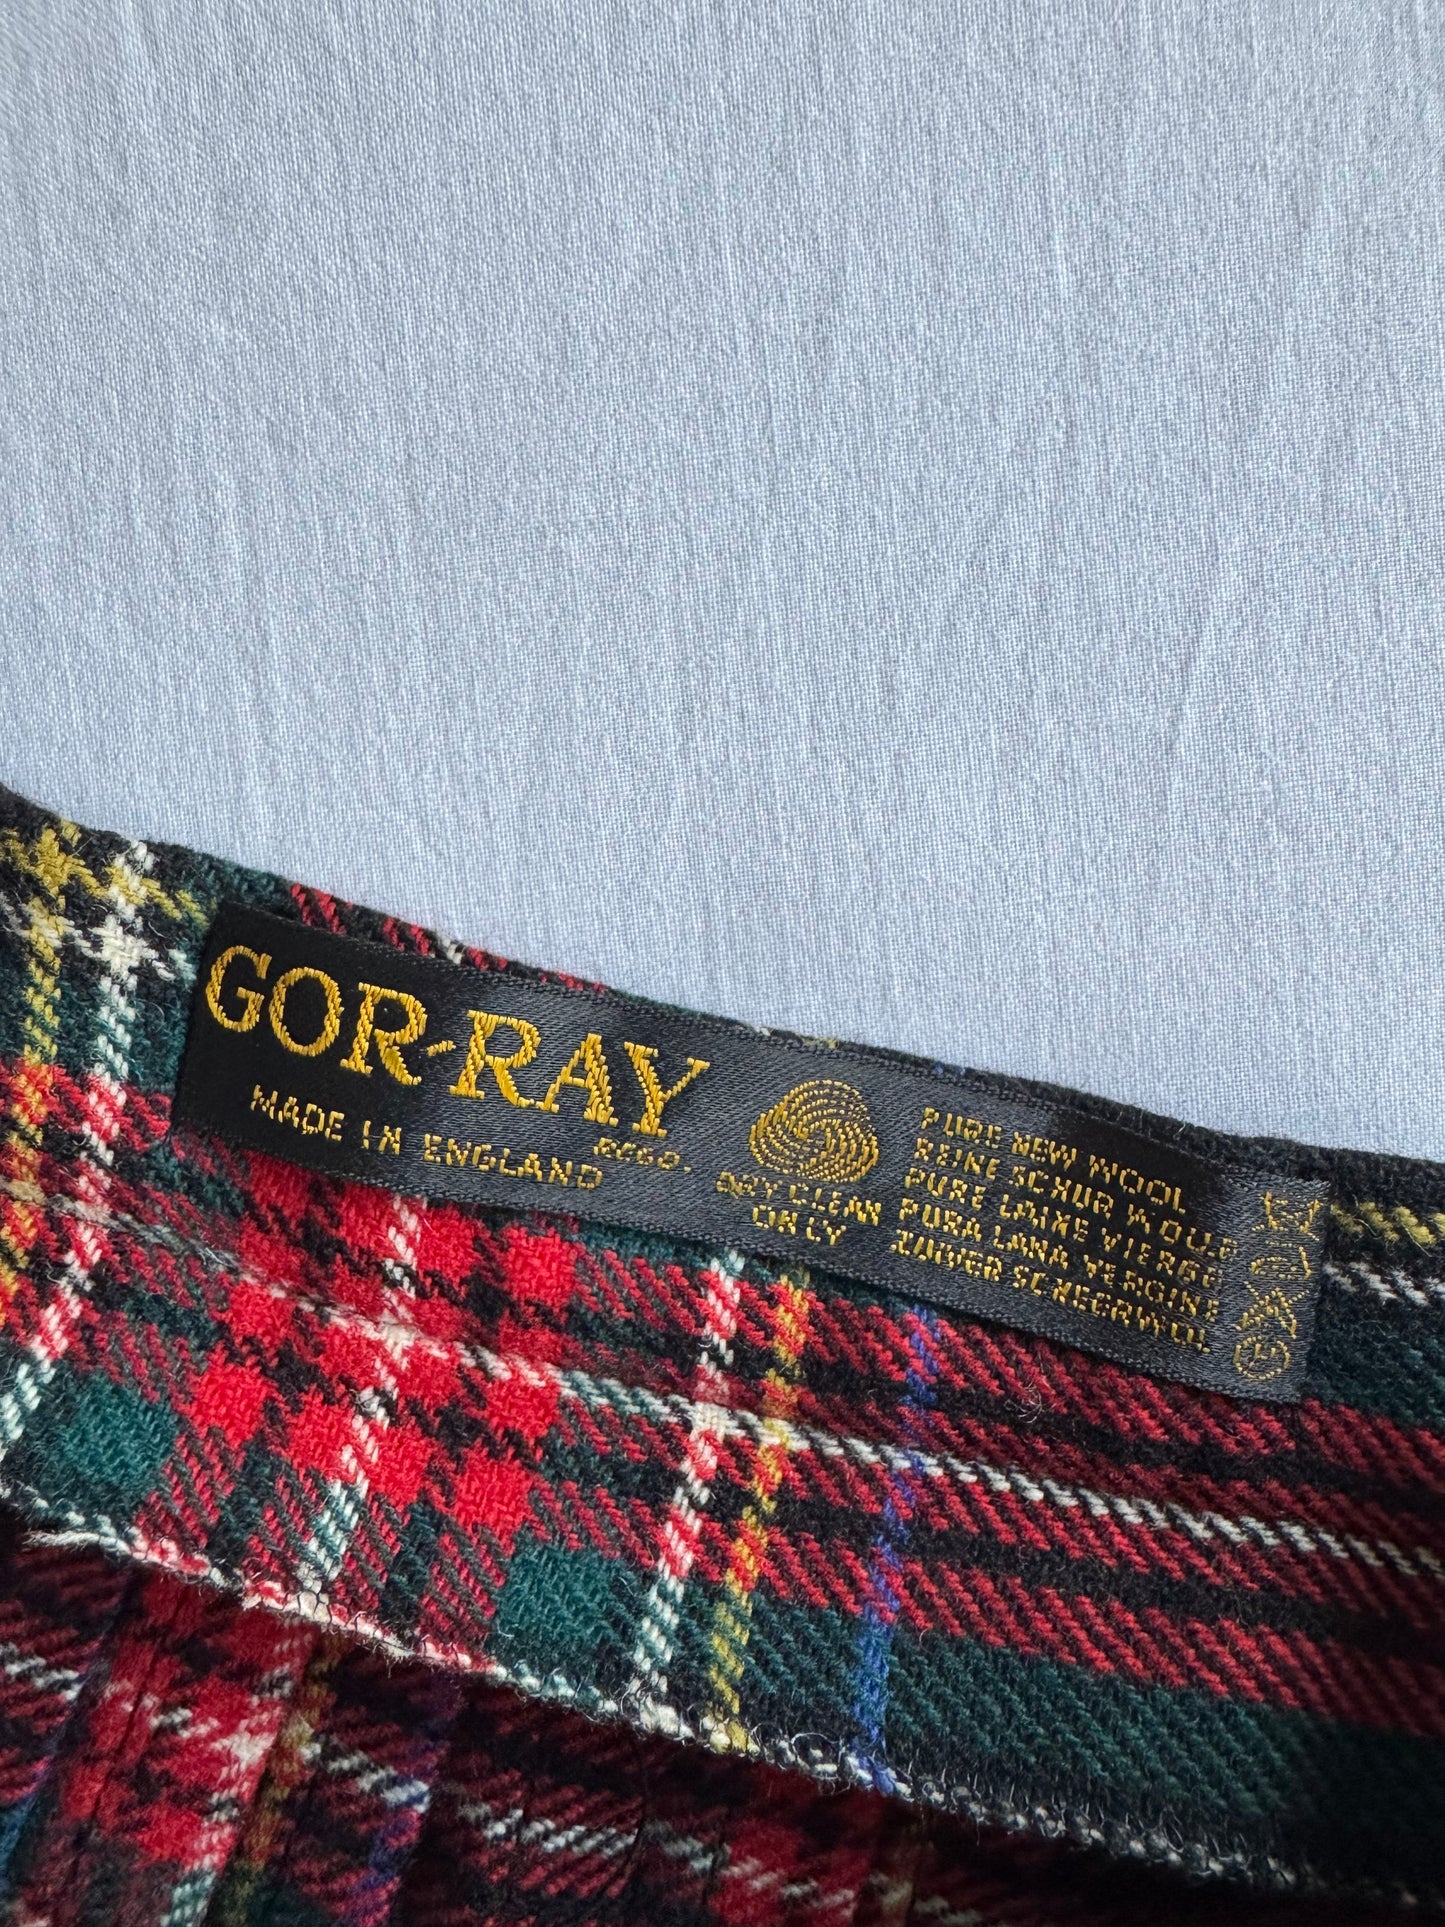 GOR-RAY
REGD.
MADE IN ENGLAND
DRY CLEAN
ONLY
PURE NEW WOOL
REINE SCHUR WOLLE
PURE LAINE VIERGE
PURA LANA VERGINE
ZUIVER SCHEERWOL